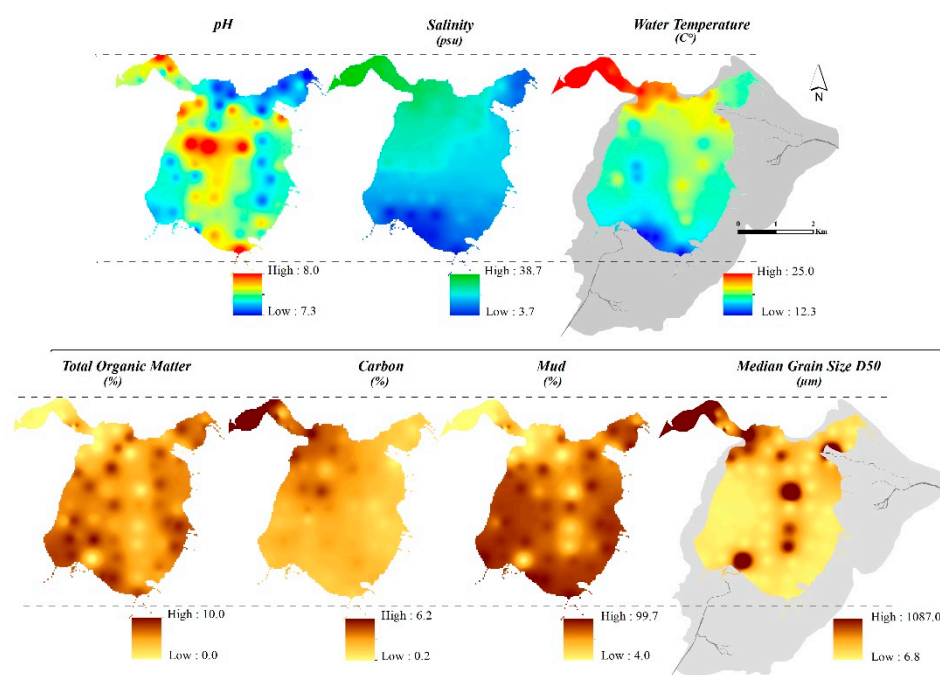 pH
Salinity
(psu)
Water Temperature
(C°)
N
0 1 2
Km
High : 8.0
Low : 7.3
High : 38.7
Low : 3.7
High : 25.0
Low : 12.3
Total Organic Matter
(%)
Carbon
(%)
Mud
(%)
Median Grain Size D50
(μm)
High : 10.0
Low : 0.0
High : 6.2
Low : 0.2
High : 99.7
Low : 4.0
High : 1087.0
Low : 6.8